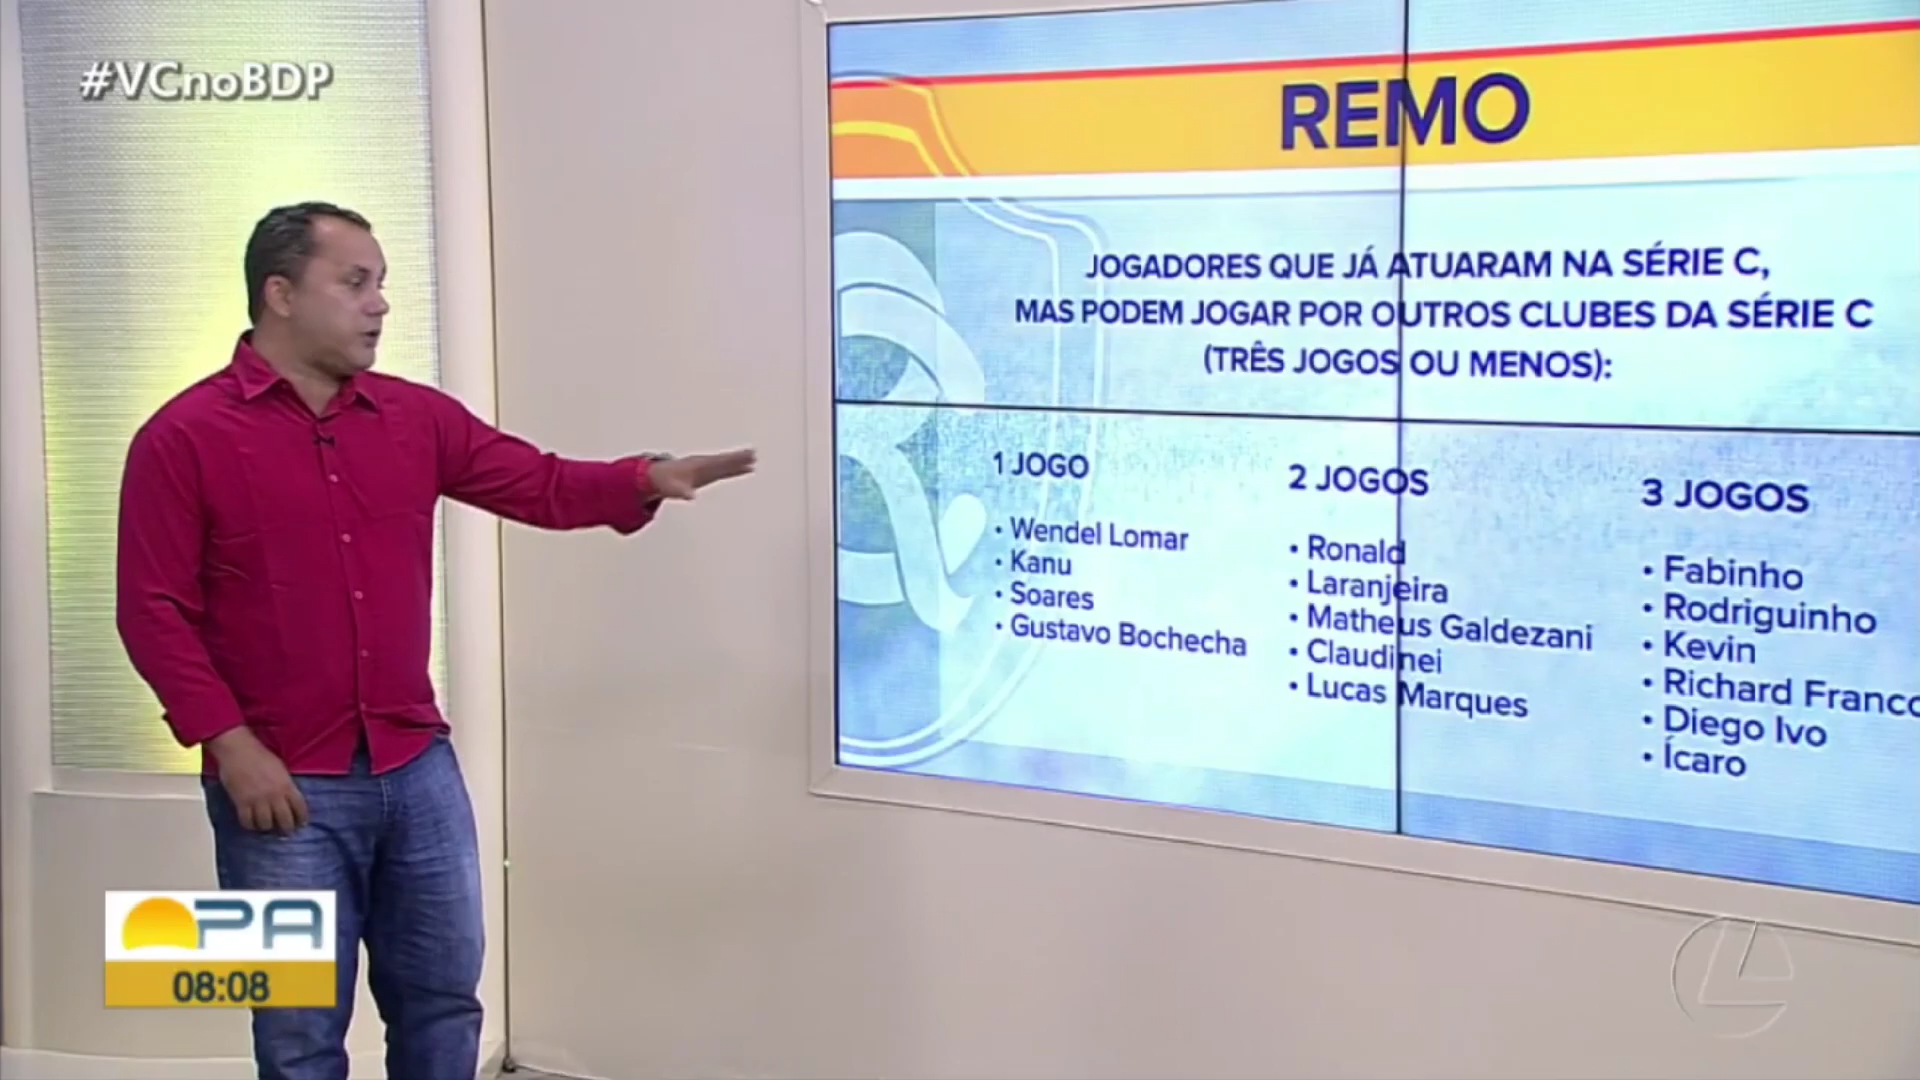 #VCnoBDP
REMO
JOGADORES QUE JÁ ATUARAM NA SÉRIE C,
MAS PODEM JOGAR POR OUTROS CLUBES DA SÉRIE C
(TRÊS JOGOS OU MENOS):
1 JOGO
• Wendel Lomar
• Kanu
• Soares
• Gustavo Bochecha
2 JOGOS
• Ronald
• Laranjeira
• Matheus Galdezani
• Claudinei
• Lucas Marques
3 JOGOS
• Fabinho
• Rodriguinho
• Kevin
• Richard Franco
• Diego Ivo
• Ícaro
PA
08:08